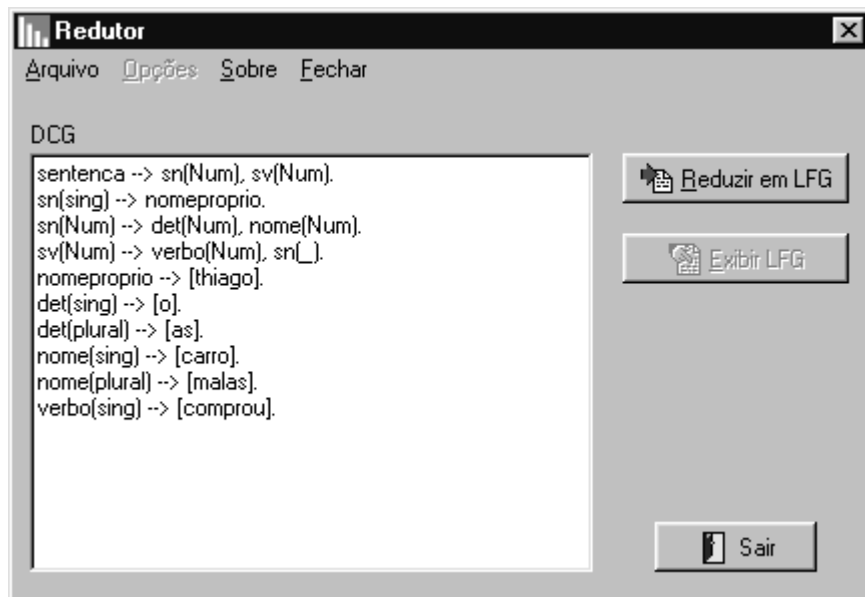 Redutor
Arquivo Opções Sobre Fechar
DCG
sentenca --> sn(Num), sv(Num).
sn(sing) --> nomeproprio.
sn(Num) --> det(Num), nome(Num).
sv(Num) --> verbo(Num), sn(_).
nomeproprio --> [thiago].
det(sing) --> [o].
det(plural) --> [as].
nome(sing) --> [carro].
nome(plural) --> [malas].
verbo(sing) --> [comprou].
Reduzir em LFG
Exibir LFG
Sair